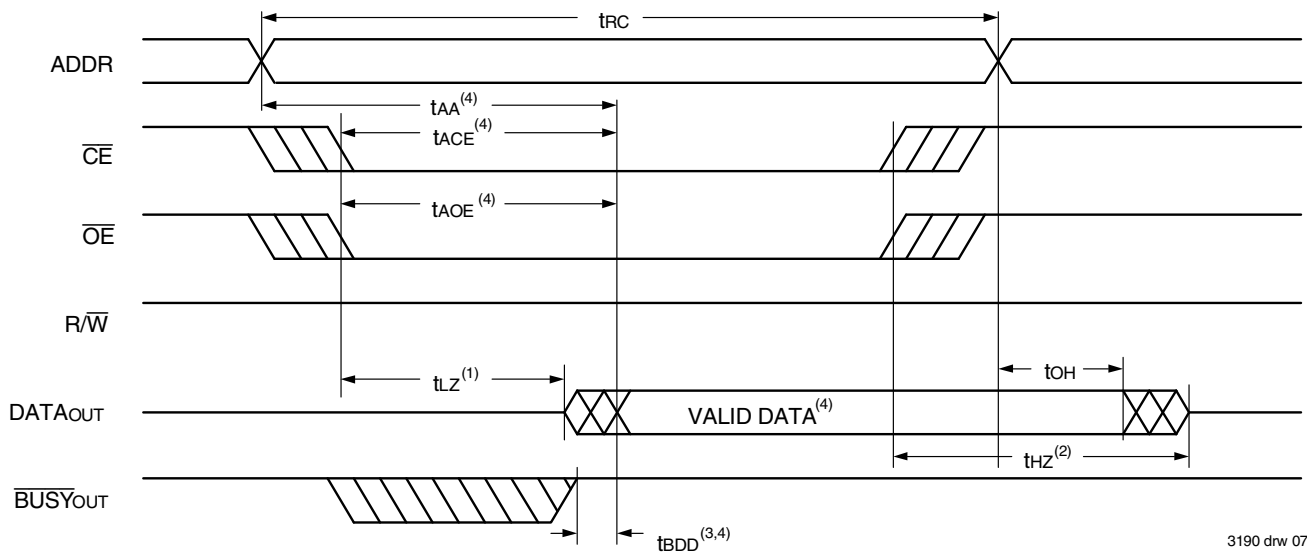 tRC
ADDR
tAA(4)
tACE(4)
CE
tAOE(4)
OE
R/W
tLZ(1)
tOH
DATAOUT
VALID DATA(4)
tHZ(2)
BUSYOUT
tBDD(3,4)
3190 drw 07